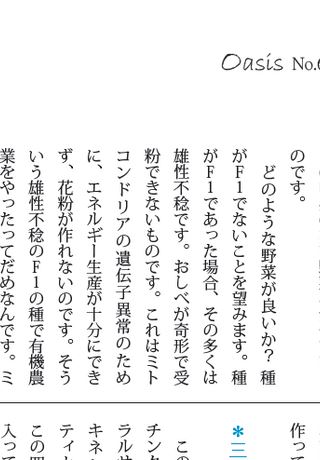 Oasis No.6
のです。
どのような野菜が良いか？ 種
がF1でないことを望みます。種
がF1であった場合、その多くは
雄性不稔です。おしべが奇形で受
粉できないものです。これはミト
コンドリアの遺伝子異常のため
に、エネルギー生産が十分にでき
ず、花粉が作れないのです。そう
いう雄性不稔のF1の種で有機農
業をやったってだめなんです。ミ
作っ
＊三
この
チン
ラル
キネ
ティ
この
入っ